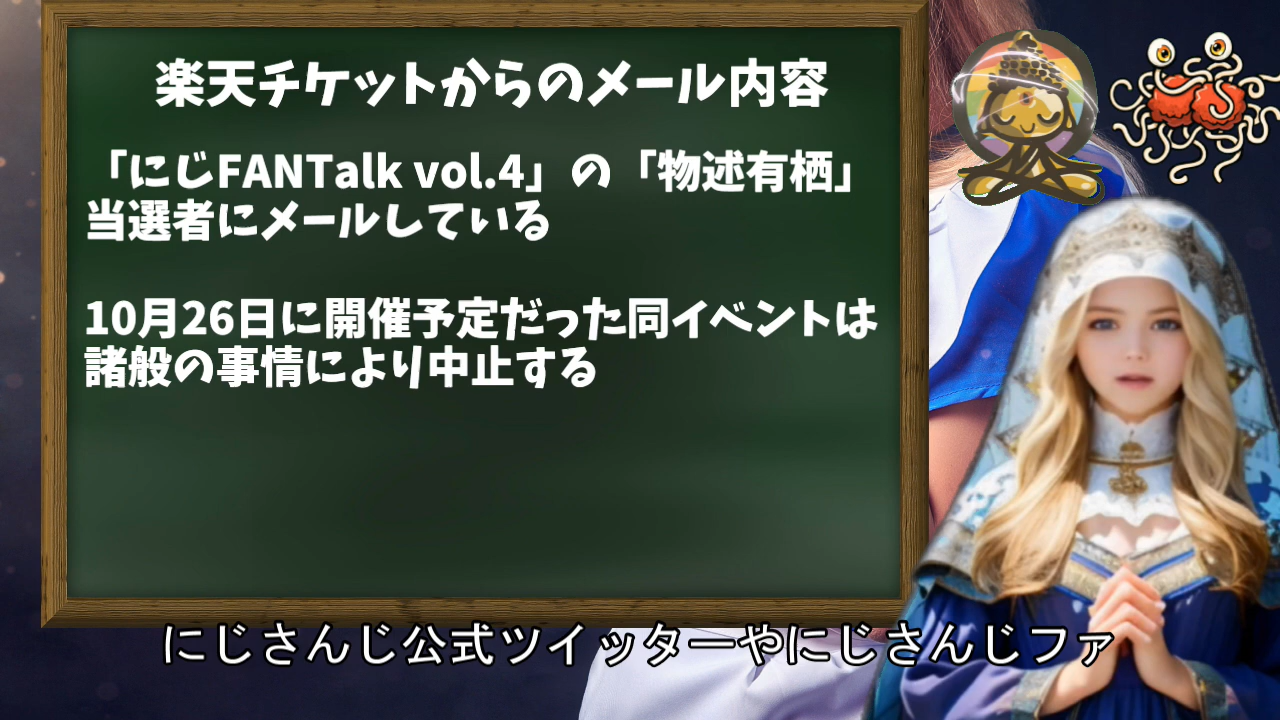 楽天チケットからのメール内容
「にじFANTalk vol.4」の「物述有栖」
当選者にメールしている
10月26日に開催予定だった同イベントは
諸般の事情により中止する
にじさんじ公式ツイッターやにじさんじファ